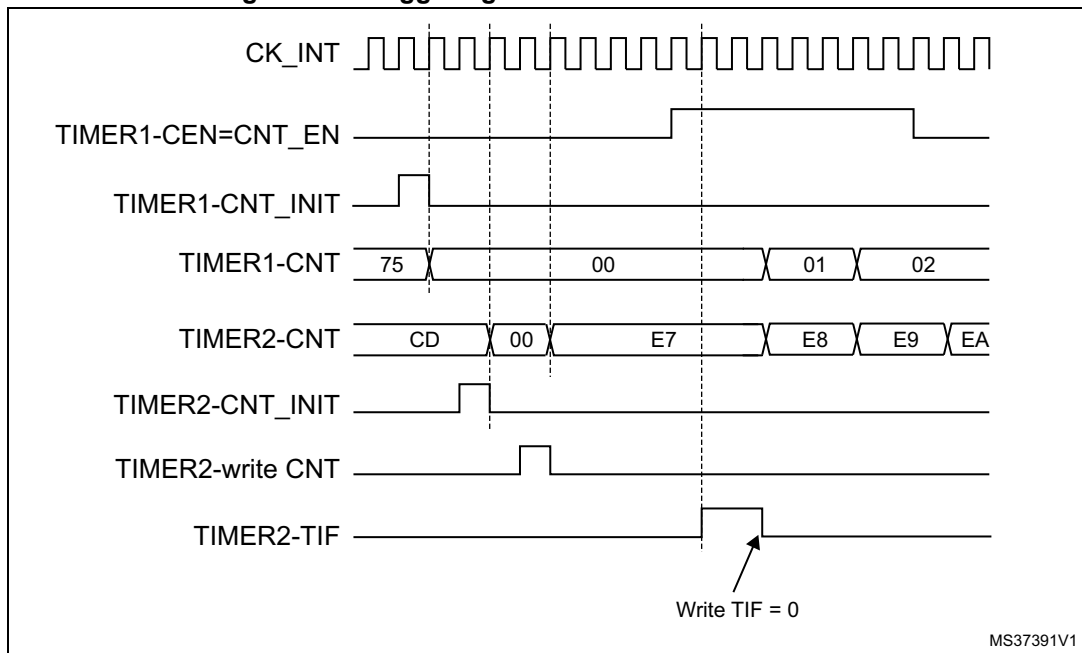 CK_INT
TIMER1-CEN=CNT_EN
TIMER1-CNT_INIT
TIMER1-CNT 75 00 01 02
TIMER2-CNT CD 00 E7 E8 E9 EA
TIMER2-CNT_INIT
TIMER2-write CNT
TIMER2-TIF
Write TIF = 0
MS37391V1